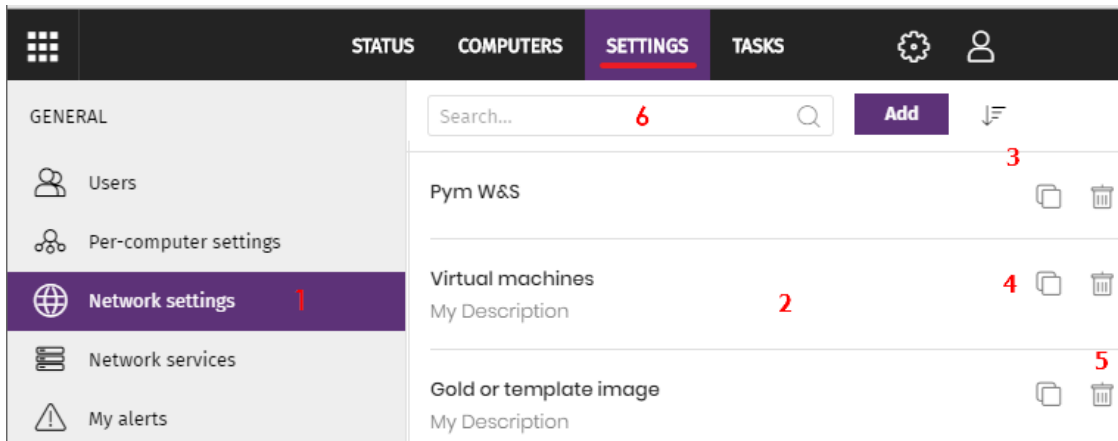 STATUS COMPUTERS SETTINGS TASKS
GENERAL
Search... 6 Add
3
Users
Pym W&S
Per-computer settings
Virtual machines
4
Network settings 1
My Description
2
Network services
5
Gold or template image
My alerts
My Description